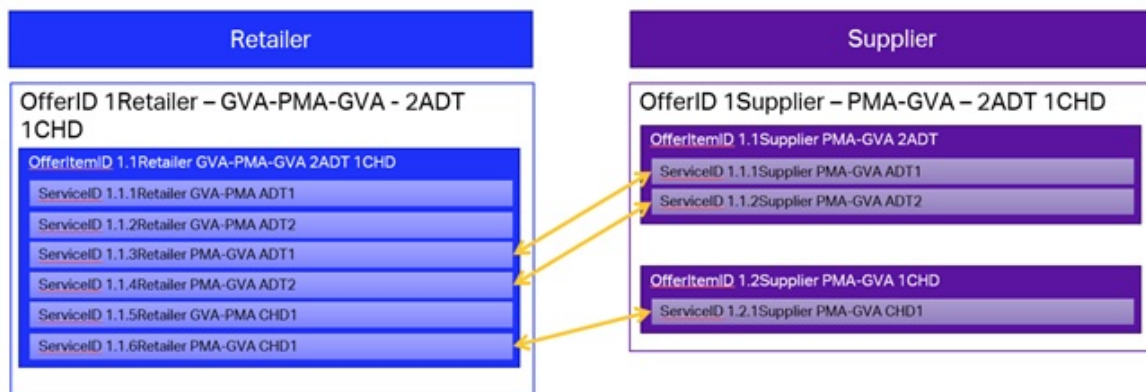 Retailer
OfferID 1Retailer – GVA-PMA-GVA - 2ADT
1CHD
OfferItemID 1.1Retailer GVA-PMA-GVA 2ADT 1CHD
ServiceID 1.1.1Retailer GVA-PMA ADT1
ServiceID 1.1.2Retailer GVA-PMA ADT2
ServiceID 1.1.3Retailer PMA-GVA ADT1
ServiceID 1.1.4Retailer PMA-GVA ADT2
ServiceID 1.1.5Retailer GVA-PMA CHD1
ServiceID 1.1.6Retailer PMA-GVA CHD1
Supplier
OfferID 1Supplier – PMA-GVA – 2ADT 1CHD
OfferItemID 1.1Supplier PMA-GVA 2ADT
ServiceID 1.1.1Supplier PMA-GVA ADT1
ServiceID 1.1.2Supplier PMA-GVA ADT2
OfferItemID 1.2Supplier PMA-GVA 1CHD
ServiceID 1.2.1Supplier PMA-GVA CHD1